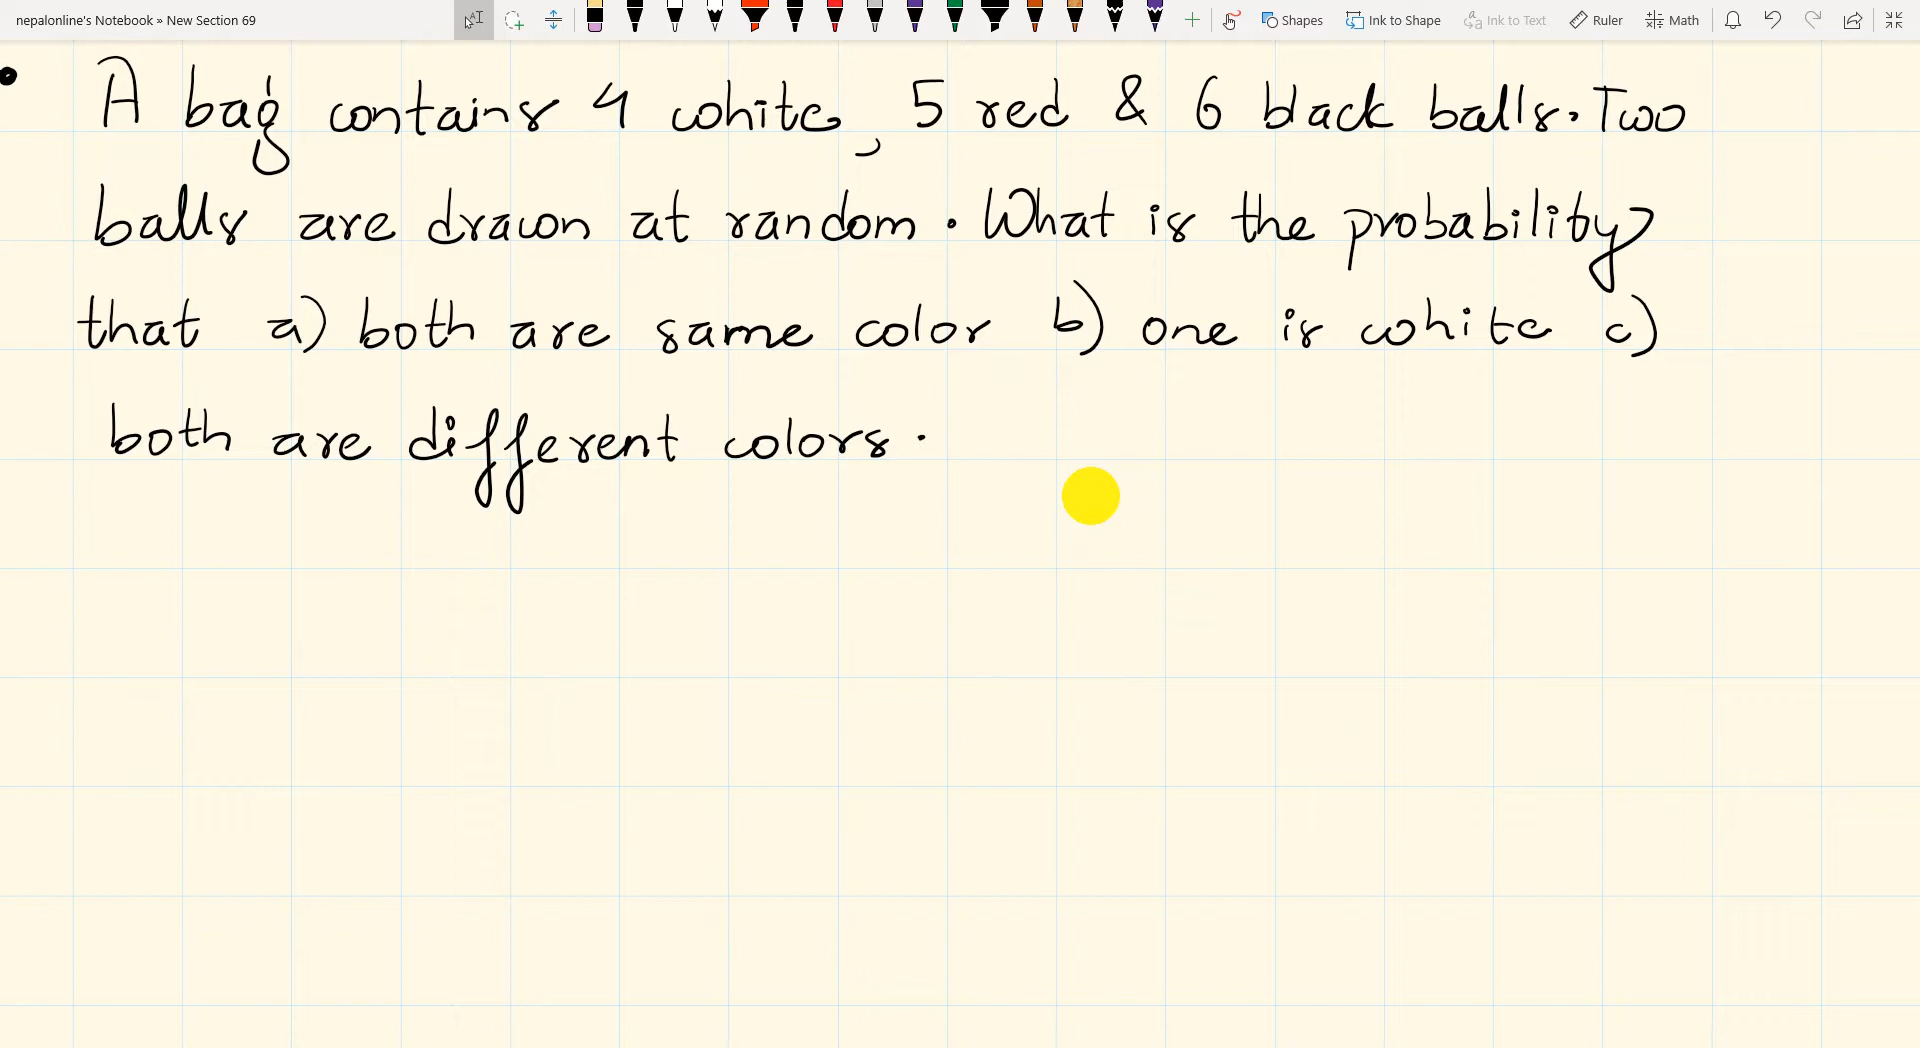 nepalonline's Notebook » New Section 69
Shapes Ink to Shape Ink to Text Ruler Math
A bag contains 4 white, 5 red & 6 black balls. Two
balls are drawn at random. What is the probability
that a) both are same color b) one is white c)
both are different colors.